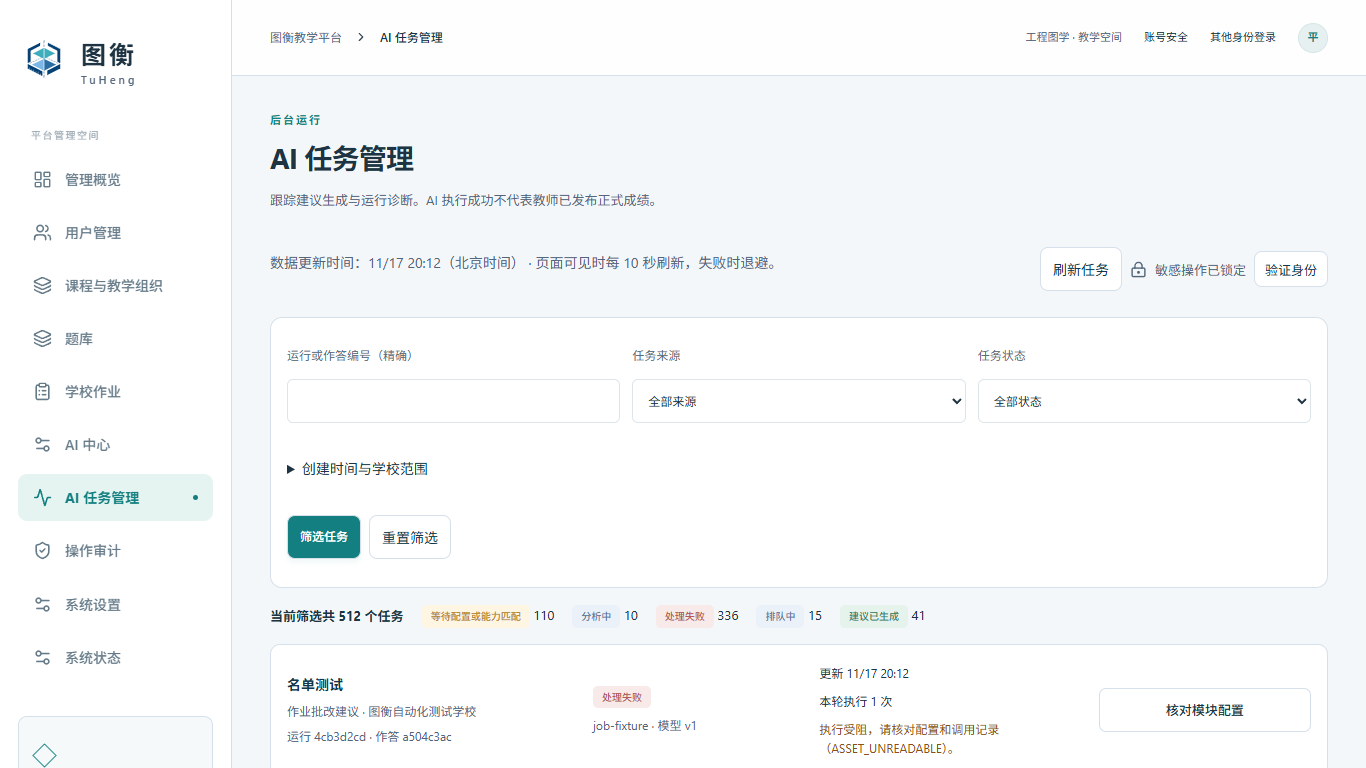 图衡
TuHeng
平台管理空间
管理概览
用户管理
课程与教学组织
题库
学校作业
AI 中心
AI 任务管理
操作审计
系统设置
系统状态
图衡教学平台 > AI 任务管理
工程图学 · 教学空间 账号安全 其他身份登录 平
后台运行
AI 任务管理
跟踪建议生成与运行诊断。AI 执行成功不代表教师已发布正式成绩。
数据更新时间：11/17 20:12（北京时间） · 页面可见时每 10 秒刷新，失败时退避。
刷新任务 敏感操作已锁定 验证身份
运行或作答编号（精确） 任务来源 任务状态
全部来源 全部状态
创建时间与学校范围
筛选任务 重置筛选
当前筛选共 512 个任务 等待配置或能力匹配 110 分析中 10 处理失败 336 排队中 15 建议已生成 41
名单测试
作业批改建议 · 图衡自动化测试学校
运行 4cb3d2cd · 作答 a504c3ac
处理失败
job-fixture · 模型 v1
更新 11/17 20:12
本轮执行 1 次
执行受阻，请核对配置和调用记录
（ASSET_UNREADABLE）。
核对模块配置